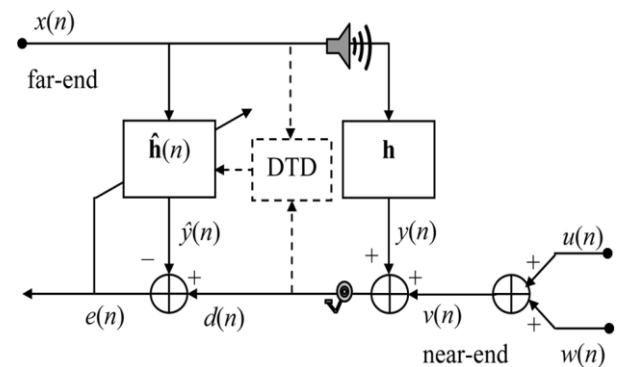 x(n)
far-end
ĥ(n)
DTD
h
ŷ(n)
y(n)
u(n)
−
+
+
+
+
+
e(n)
d(n)
v(n)
near-end
w(n)